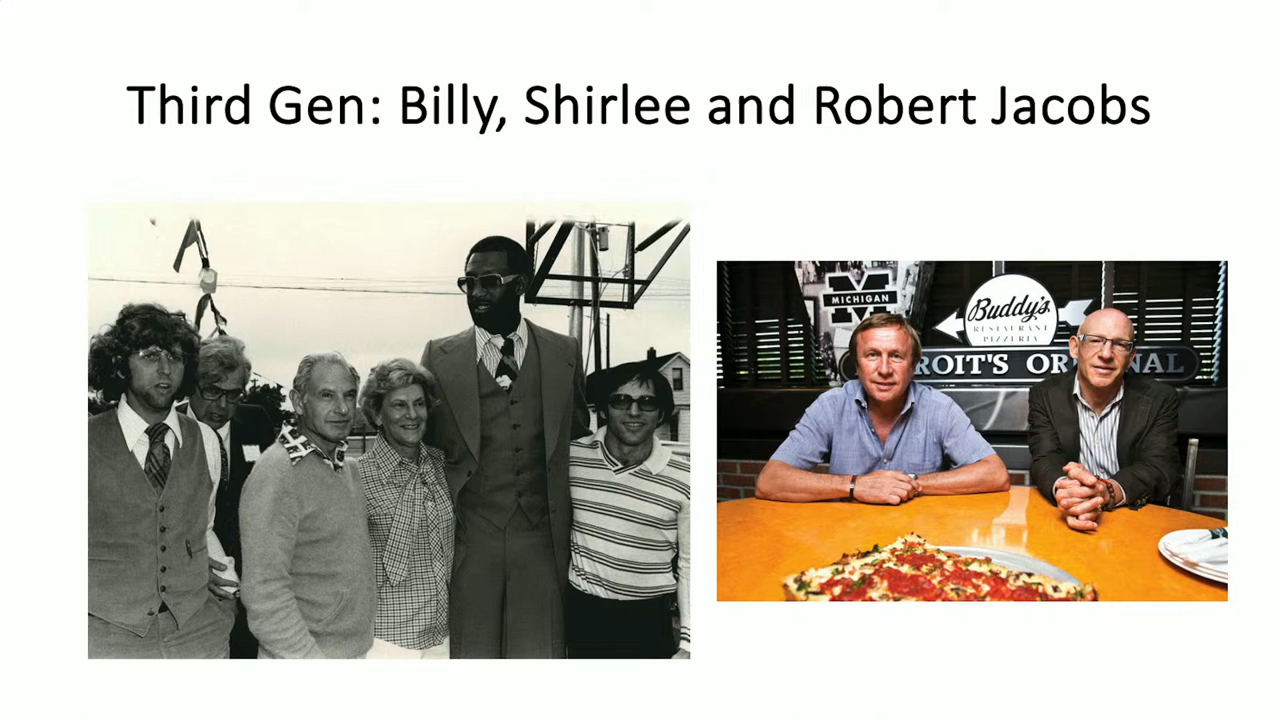 Third Gen: Billy, Shirlee and Robert Jacobs
MICHIGAN
Buddy's
RESTAURANT
PIZZERIA
ROIT'S OR NAL